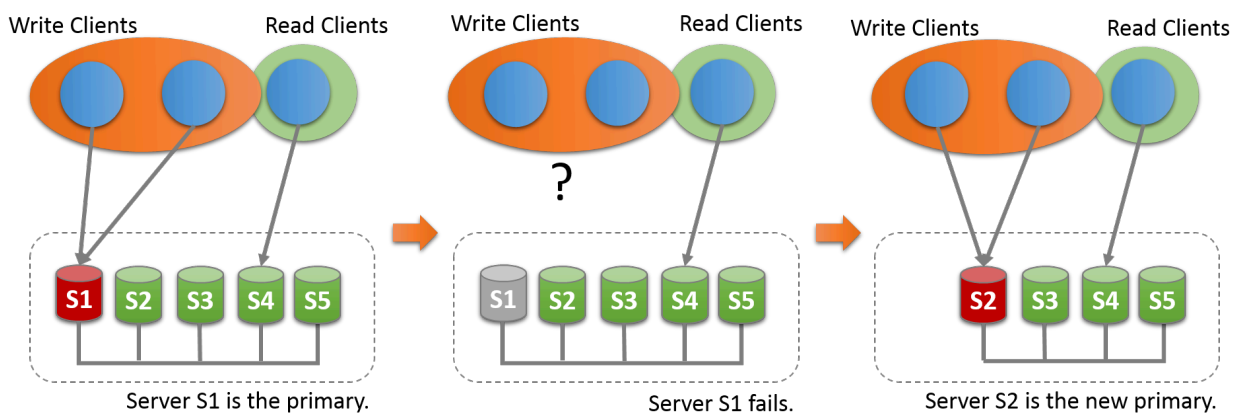 Write Clients
Read Clients
S1
S2
S3
S4
S5
Server S1 is the primary.
Write Clients
Read Clients
?
S1
S2
S3
S4
S5
Server S1 fails.
Write Clients
Read Clients
S2
S3
S4
S5
Server S2 is the new primary.